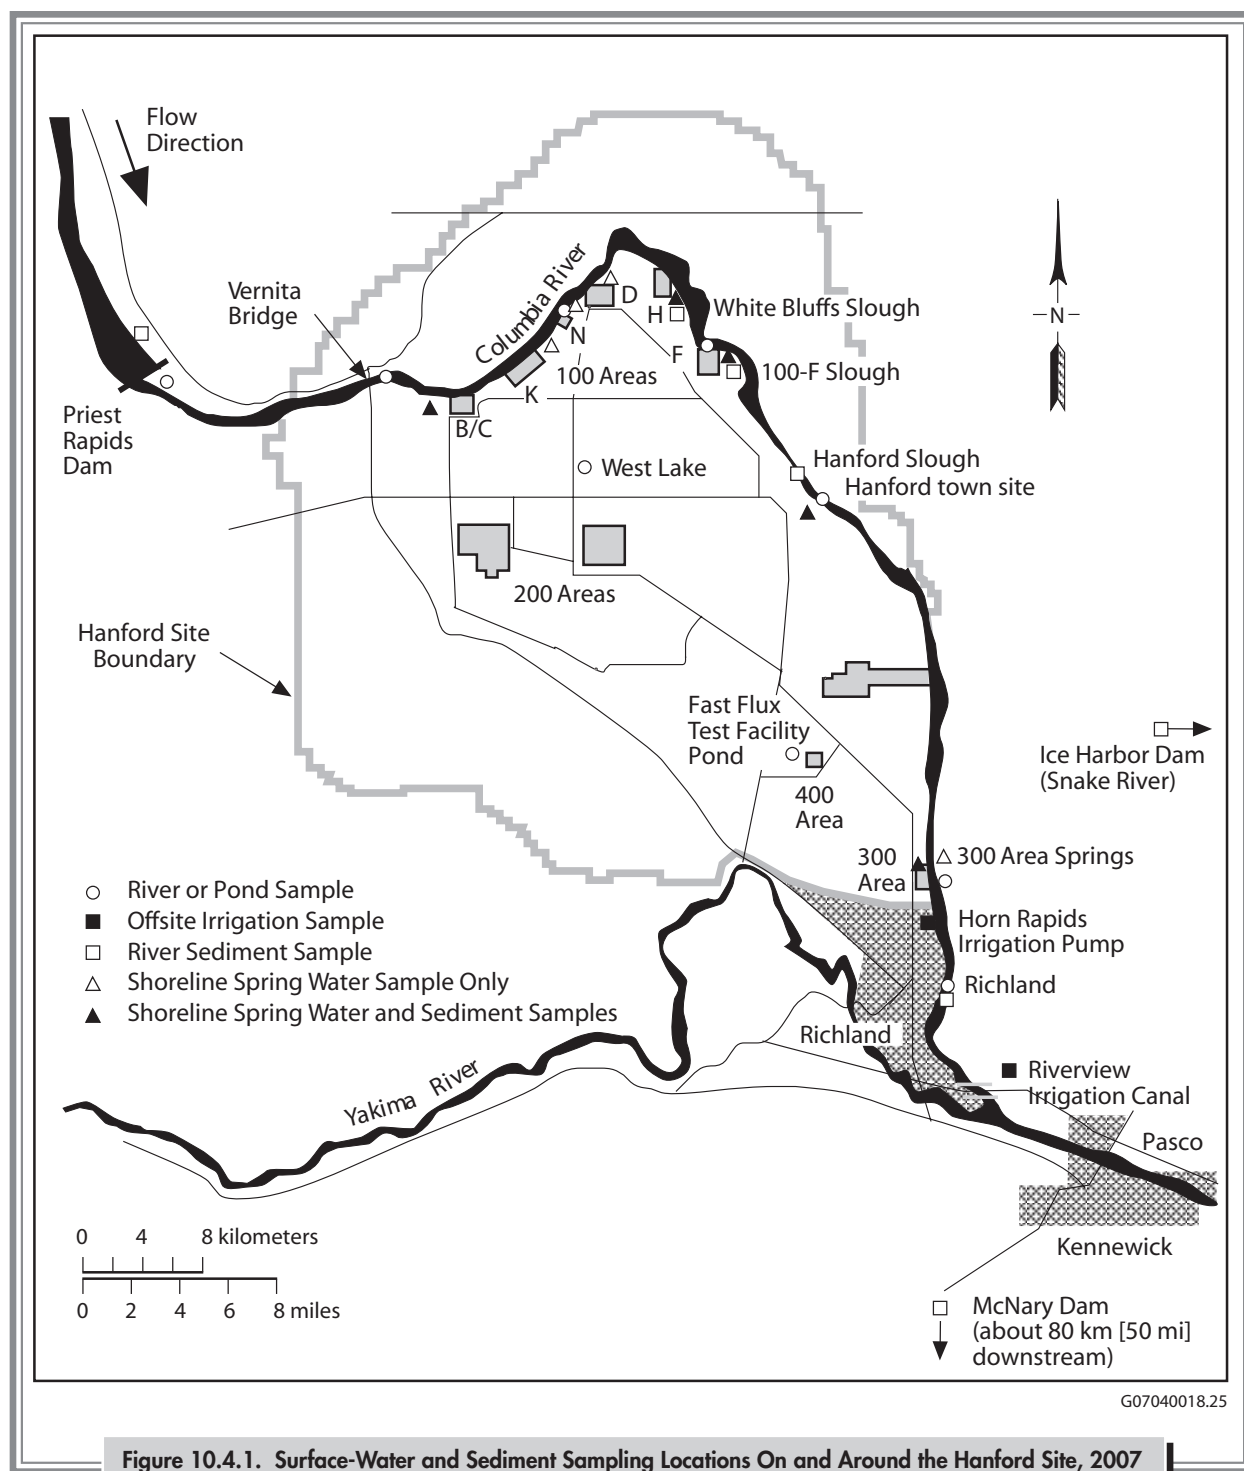 Flow
Direction
Vernita
Bridge
Columbia River
D
N
H
White Bluffs Slough
F
100-F Slough
100 Areas
K
B/C
Priest
Rapids
Dam
N
West Lake
Hanford Slough
Hanford town site
200 Areas
Hanford Site
Boundary
Fast Flux
Test Facility
Pond
400
Area
Ice Harbor Dam
(Snake River)
300
Area
300 Area Springs
River or Pond Sample
Offsite Irrigation Sample
River Sediment Sample
Shoreline Spring Water Sample Only
Shoreline Spring Water and Sediment Samples
Horn Rapids
Irrigation Pump
Richland
Richland
Riverview
Irrigation Canal
Yakima River
Pasco
Kennewick
0 4 8 kilometers
0 2 4 6 8 miles
McNary Dam
(about 80 km [50 mi]
downstream)
G07040018.25
Figure 10.4.1. Surface-Water and Sediment Sampling Locations On and Around the Hanford Site, 2007